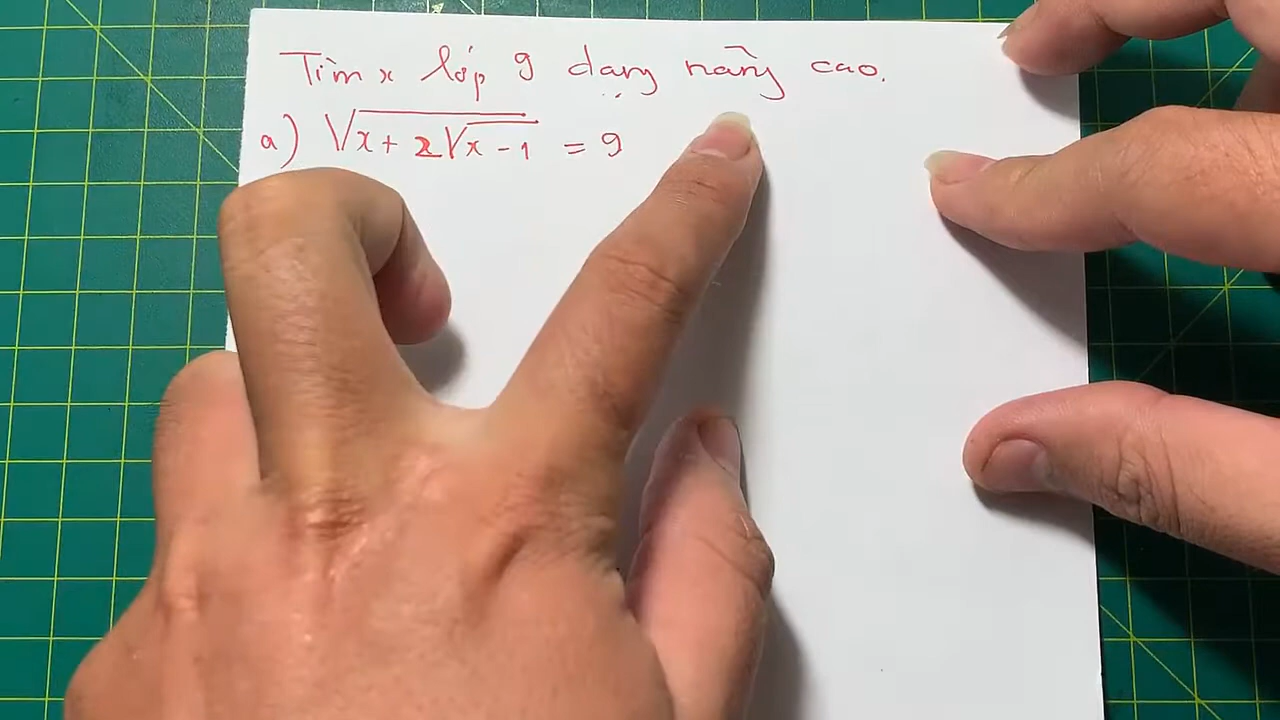 Tìm x lớp 9 dạng nâng cao.
a) √(x + 2√(x - 1)) = 9